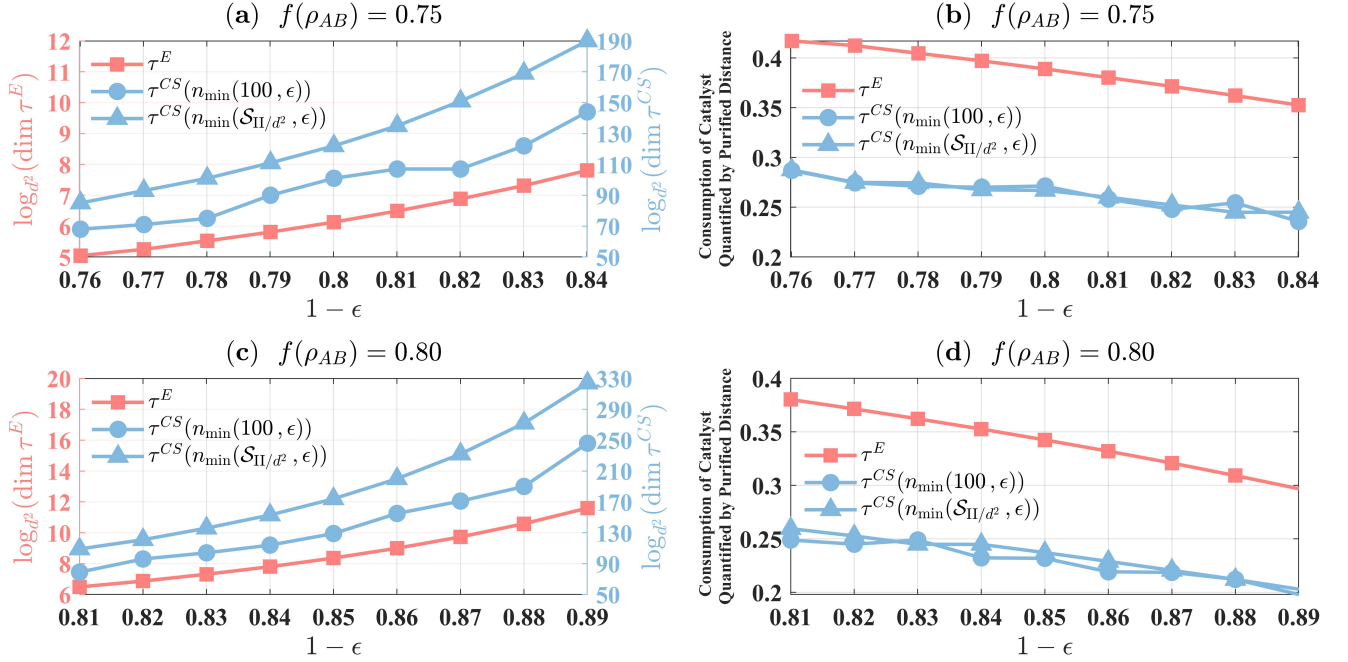 (a) f(ρ_AB) = 0.75
12
11
10
9
8
7
6
5
log_{d²}(dim τ^E)
τ^E
τ^{CS}(n_min(100, ϵ))
τ^{CS}(n_min(𝒮_{II/d²}, ϵ))
190
170
150
130
110
90
70
50
log_{d²}(dim τ^{CS})
0.76 0.77 0.78 0.79 0.8 0.81 0.82 0.83 0.84
1 − ϵ
(b) f(ρ_AB) = 0.75
0.4
0.35
0.3
0.25
0.2
Consumption of Catalyst
Quantified by Purified Distance
τ^E
τ^{CS}(n_min(100, ϵ))
τ^{CS}(n_min(𝒮_{II/d²}, ϵ))
0.76 0.77 0.78 0.79 0.8 0.81 0.82 0.83 0.84
1 − ϵ
(c) f(ρ_AB) = 0.80
20
18
16
14
12
10
8
6
log_{d²}(dim τ^E)
τ^E
τ^{CS}(n_min(100, ϵ))
τ^{CS}(n_min(𝒮_{II/d²}, ϵ))
330
290
250
210
170
130
90
50
log_{d²}(dim τ^{CS})
0.81 0.82 0.83 0.84 0.85 0.86 0.87 0.88 0.89
1 − ϵ
(d) f(ρ_AB) = 0.80
0.4
0.35
0.3
0.25
0.2
Consumption of Catalyst
Quantified by Purified Distance
τ^E
τ^{CS}(n_min(100, ϵ))
τ^{CS}(n_min(𝒮_{II/d²}, ϵ))
0.81 0.82 0.83 0.84 0.85 0.86 0.87 0.88 0.89
1 − ϵ